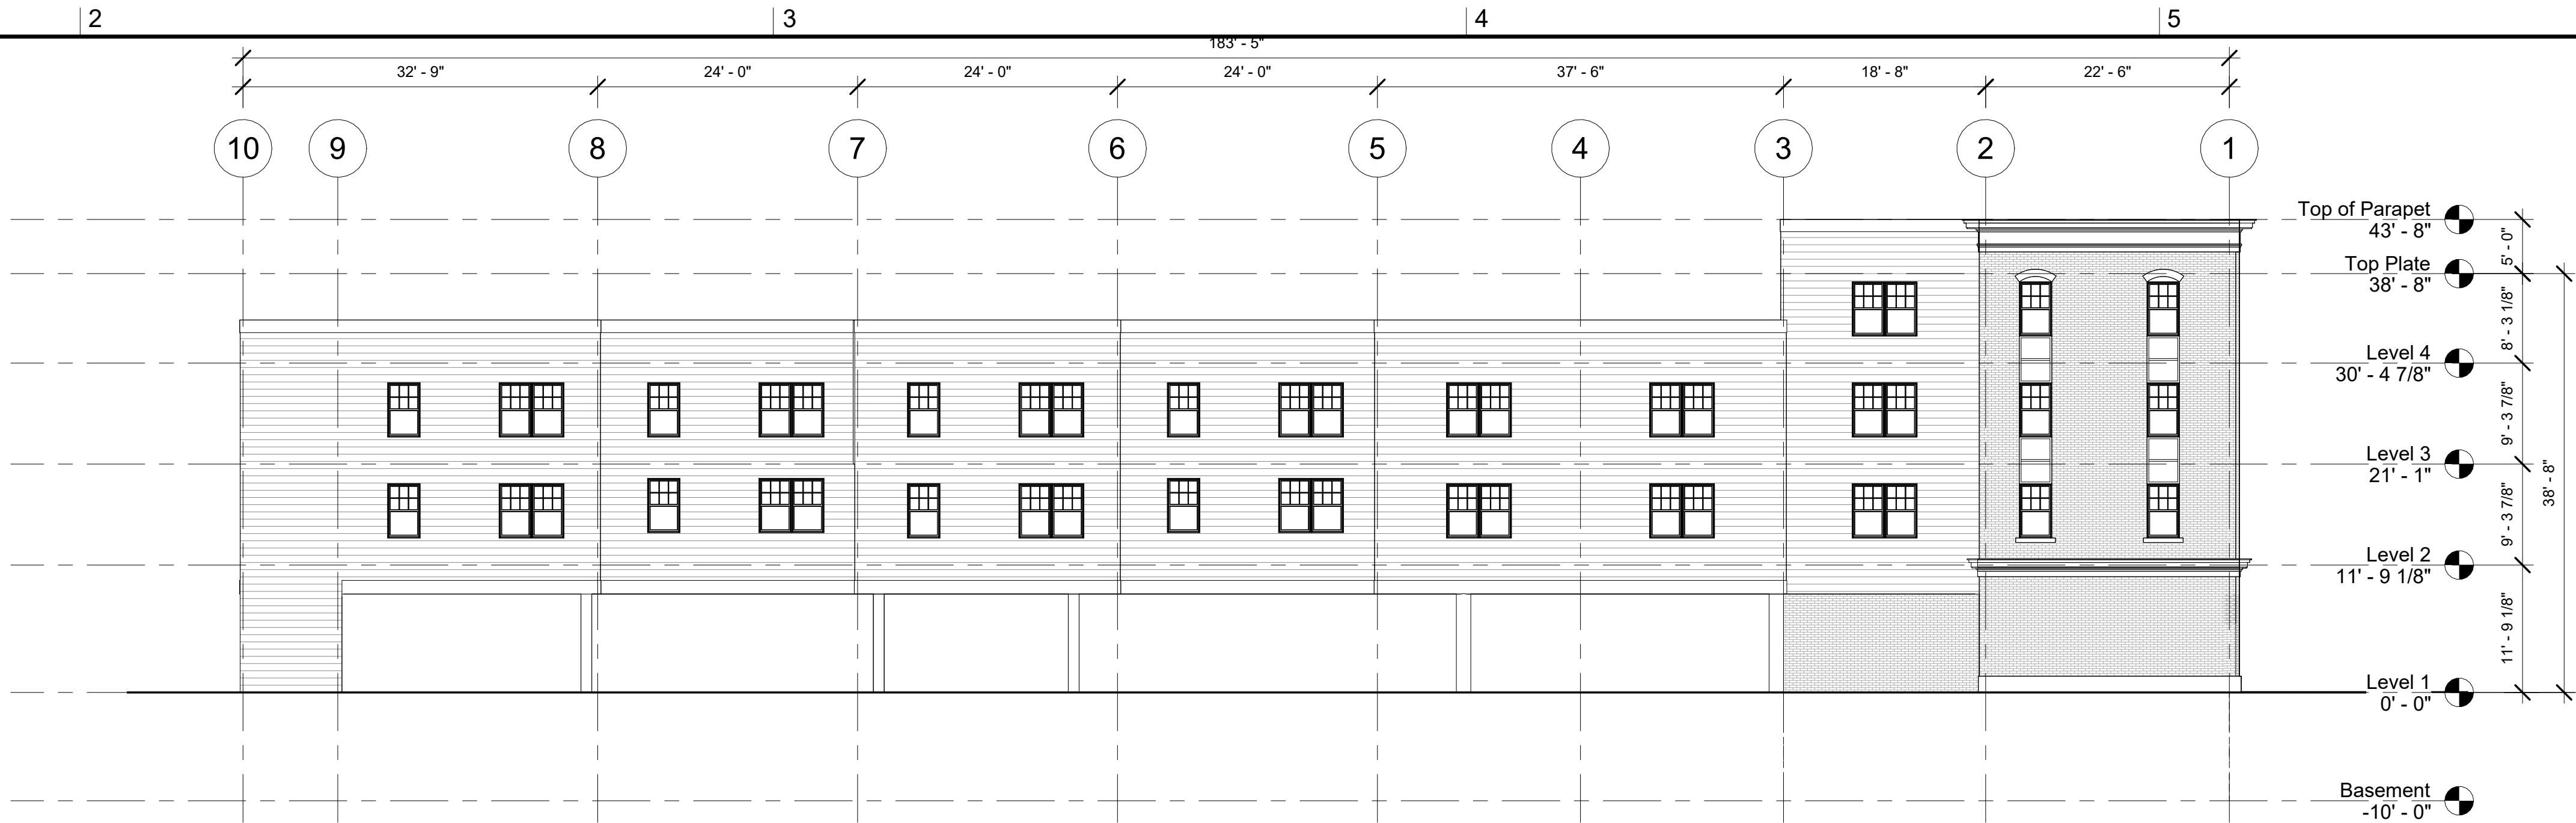 2
3
4
5
183' - 5"
32' - 9"
24' - 0"
24' - 0"
24' - 0"
37' - 6"
18' - 8"
22' - 6"
10
9
8
7
6
5
4
3
2
1
Top of Parapet
43' - 8"
5' - 0"
Top Plate
38' - 8"
8' - 3 1/8"
Level 4
30' - 4 7/8"
9' - 3 7/8"
Level 3
21' - 1"
38' - 8"
9' - 3 7/8"
Level 2
11' - 9 1/8"
11' - 9 1/8"
Level 1
0' - 0"
Basement
-10' - 0"